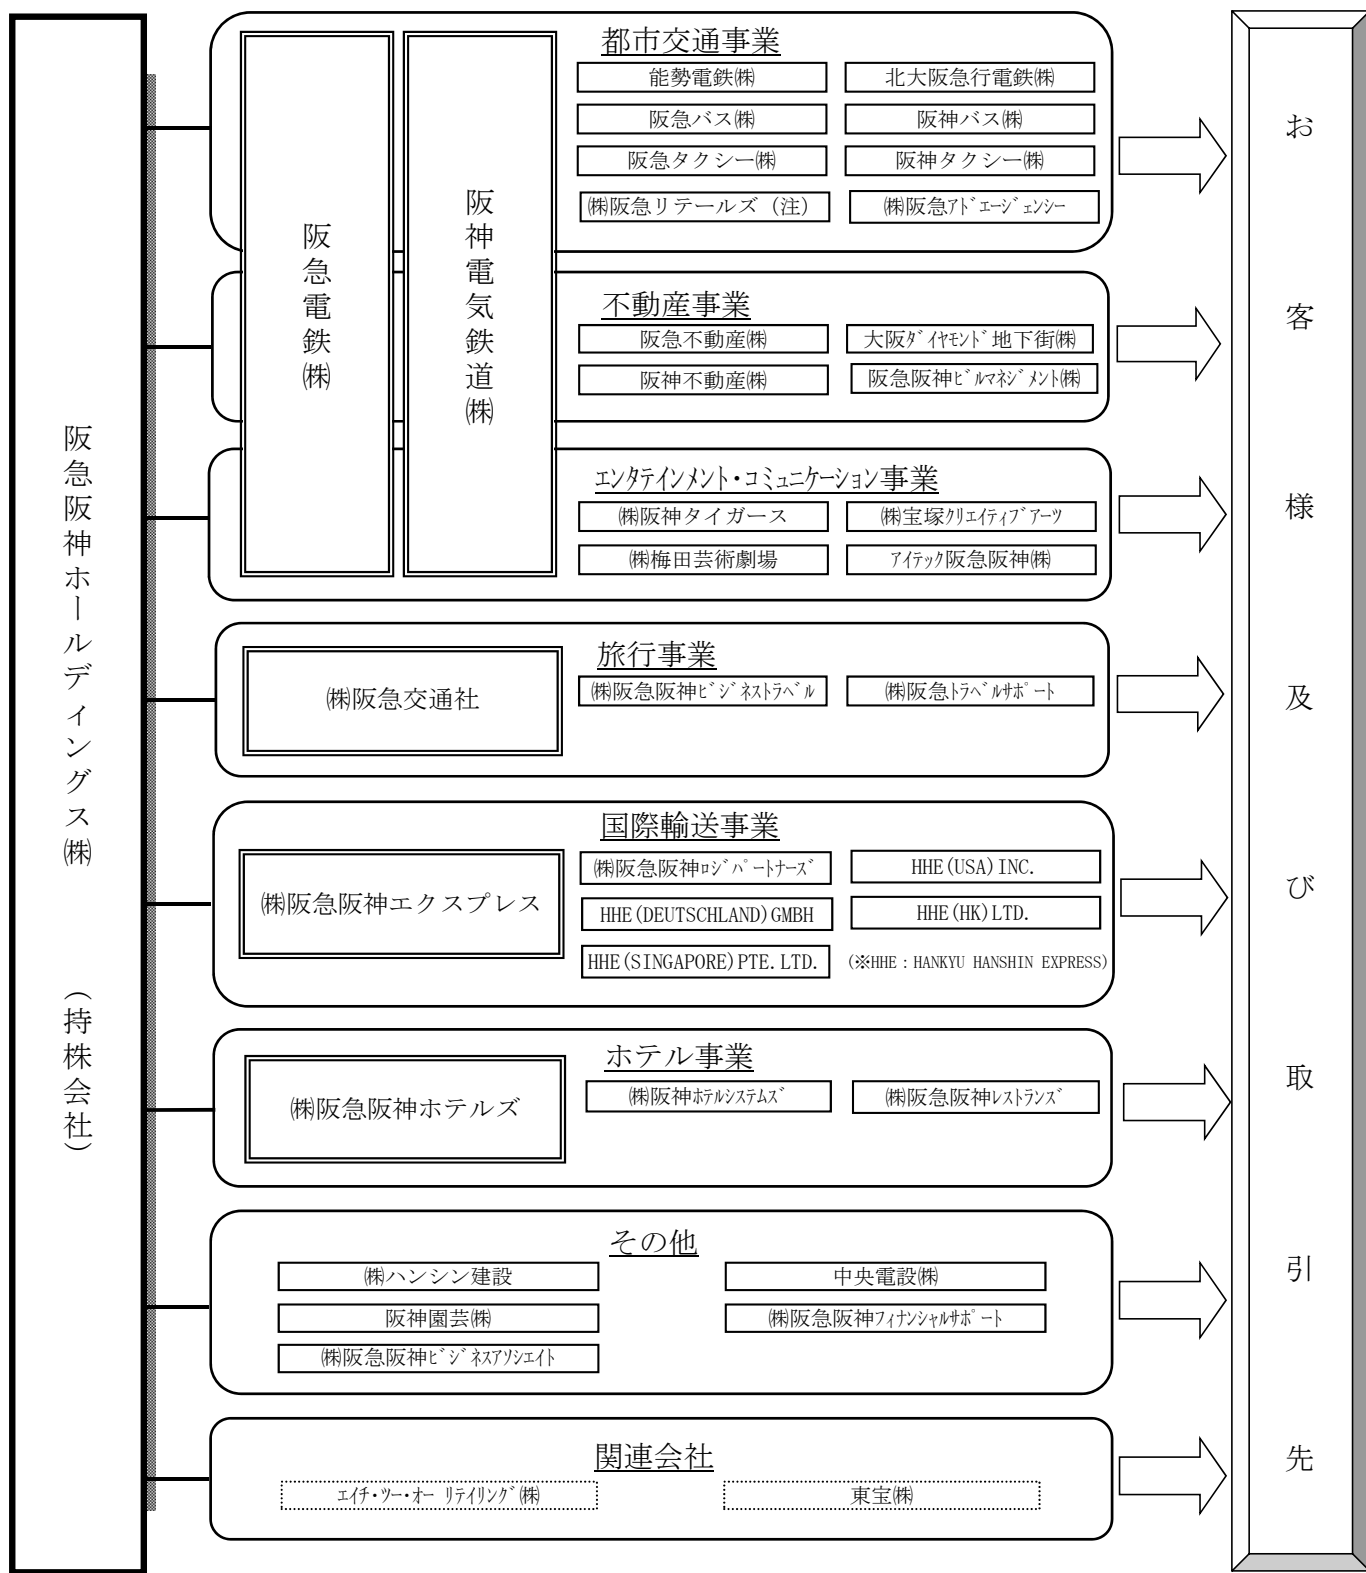 阪急阪神ホールディングス㈱　（持株会社）
阪急電鉄㈱
阪神電気鉄道㈱
都市交通事業
能勢電鉄㈱
北大阪急行電鉄㈱
阪急バス㈱
阪神バス㈱
阪急タクシー㈱
阪神タクシー㈱
㈱阪急リテールズ（注）
㈱阪急ｱﾄﾞｴｰｼﾞｪﾝｼｰ
不動産事業
阪急不動産㈱
大阪ﾀﾞｲﾔﾓﾝﾄﾞ地下街㈱
阪神不動産㈱
阪急阪神ﾋﾞﾙﾏﾈｼﾞﾒﾝﾄ㈱
ｴﾝﾀﾃｲﾝﾒﾝﾄ・ｺﾐｭﾆｹｰｼｮﾝ事業
㈱阪神タイガース
㈱宝塚ｸﾘｴｲﾃｨﾌﾞｱｰﾂ
㈱梅田芸術劇場
ｱｲﾃｯｸ阪急阪神㈱
旅行事業
㈱阪急交通社
㈱阪急阪神ﾋﾞｼﾞﾈｽﾄﾗﾍﾞﾙ
㈱阪急ﾄﾗﾍﾞﾙｻﾎﾟｰﾄ
国際輸送事業
㈱阪急阪神エクスプレス
㈱阪急阪神ﾛｼﾞﾊﾟｰﾄﾅｰｽﾞ
HHE(USA)INC.
HHE(DEUTSCHLAND)GMBH
HHE(HK)LTD.
HHE(SINGAPORE)PTE.LTD.
(※HHE：HANKYU HANSHIN EXPRESS)
ホテル事業
㈱阪急阪神ホテルズ
㈱阪神ﾎﾃﾙｼｽﾃﾑｽﾞ
㈱阪急阪神ﾚｽﾄﾗﾝｽﾞ
その他
㈱ハンシン建設
中央電設㈱
阪神園芸㈱
㈱阪急阪神ﾌｨﾅﾝｼｬﾙｻﾎﾟｰﾄ
㈱阪急阪神ﾋﾞｼﾞﾈｽｱｿｼｴｲﾄ
関連会社
ｴｲﾁ・ﾂｰ・ｵｰ ﾘﾃｲﾘﾝｸﾞ㈱
東宝㈱
お客様及び取引先